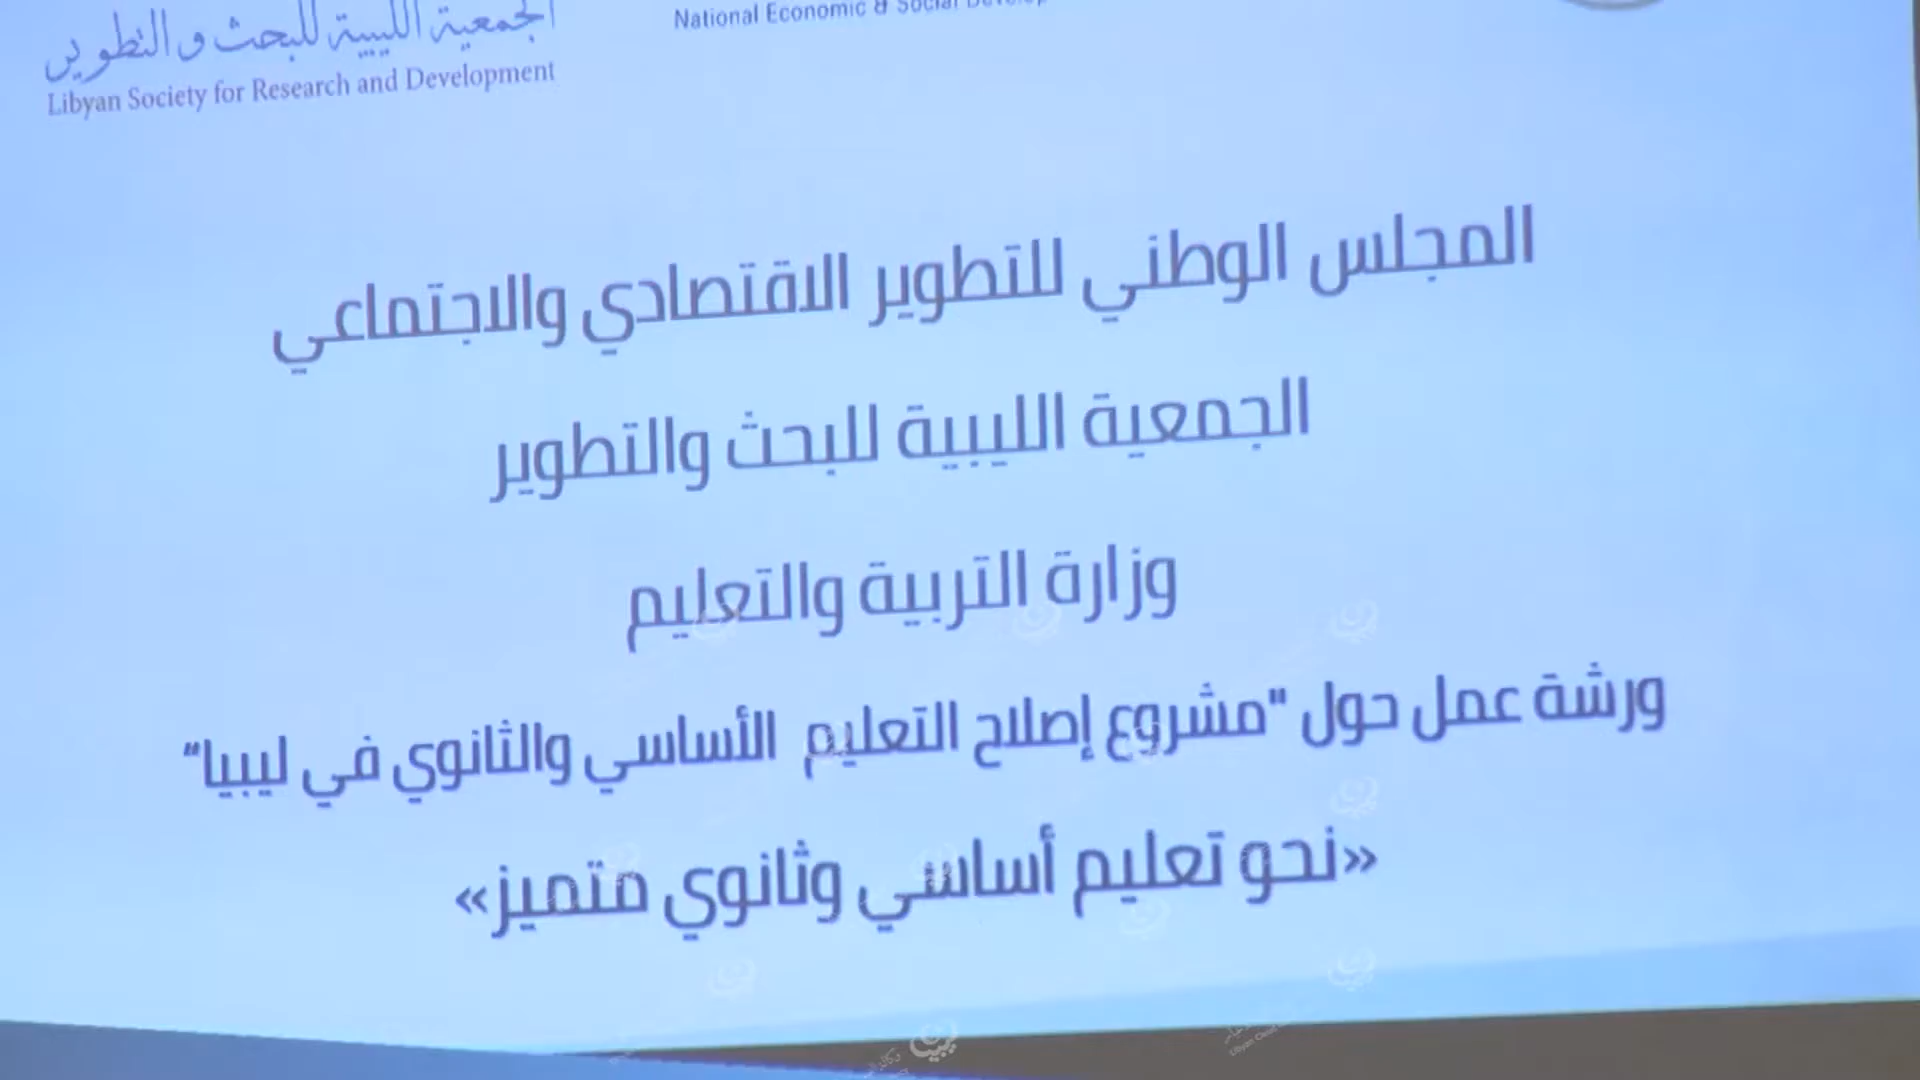 الجمعية الليبية للبحث و التطوير
Libyan Society for Research and Development
National Economic & Social
المجلس الوطني للتطوير الاقتصادي والاجتماعي
الجمعية الليبية للبحث والتطوير
وزارة التربية والتعليم
ورشة عمل حول "مشروع إصلاح التعليم الأساسي والثانوي في ليبيا"
«نحو تعليم أساسي وثانوي متميز»